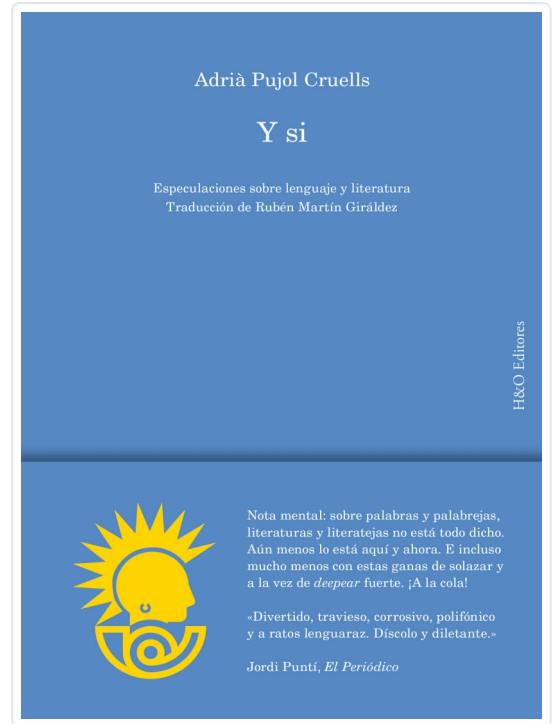 Adrià Pujol Cruells
Y si
Especulaciones sobre lenguaje y literatura
Traducción de Rubén Martín Giráldez
H&O Editores
Nota mental: sobre palabras y palabrejas,
literaturas y literatejas no está todo dicho.
Aún menos lo está aquí y ahora. E incluso
mucho menos con estas ganas de solazar y
a la vez de deepear fuerte. ¡A la cola!
«Divertido, travieso, corrosivo, polifónico
y a ratos lenguaraz. Díscolo y diletante.»
Jordi Puntí, El Periódico